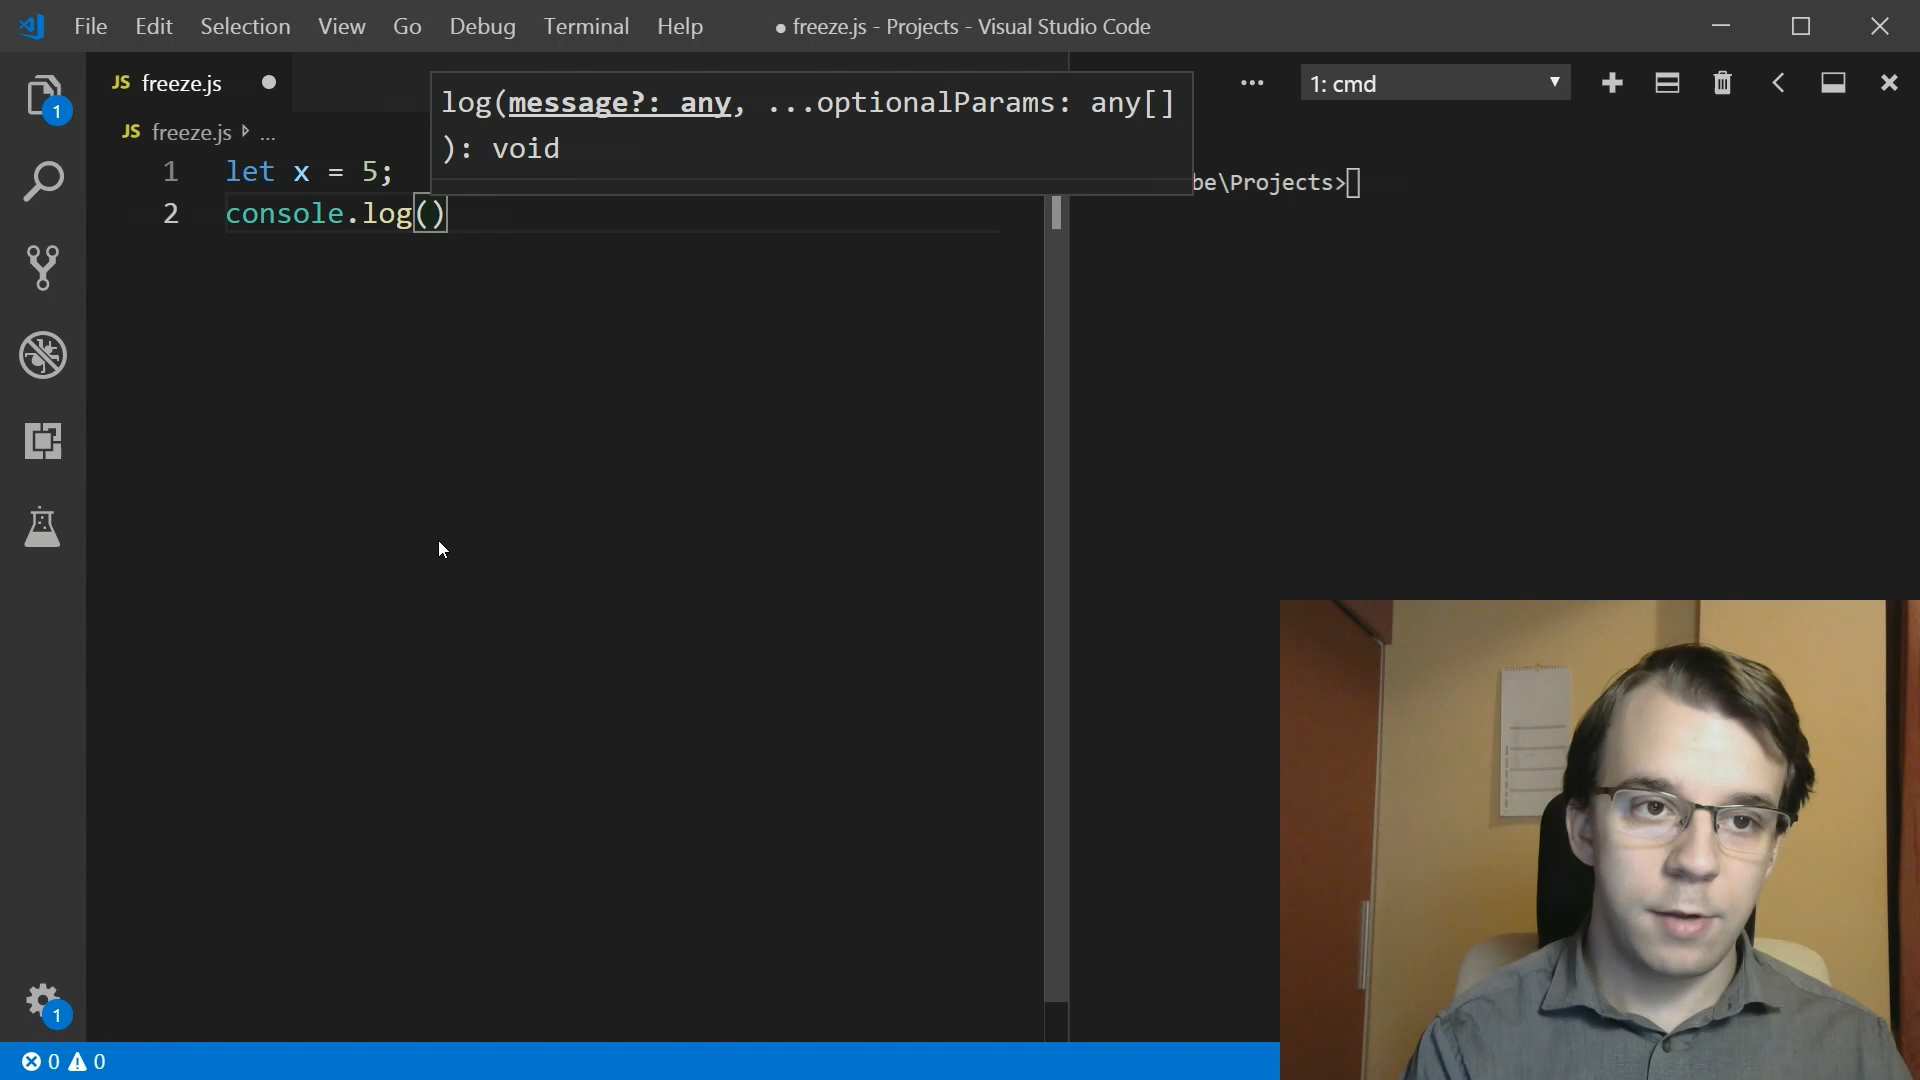 File Edit Selection View Go Debug Terminal Help ● freeze.js - Projects - Visual Studio Code
JS freeze.js ●
1: cmd
log(message?: any, ...optionalParams: any[]
): void
JS freeze.js ...
1 let x = 5;
2 console.log()
be\Projects>
1
1
0 0